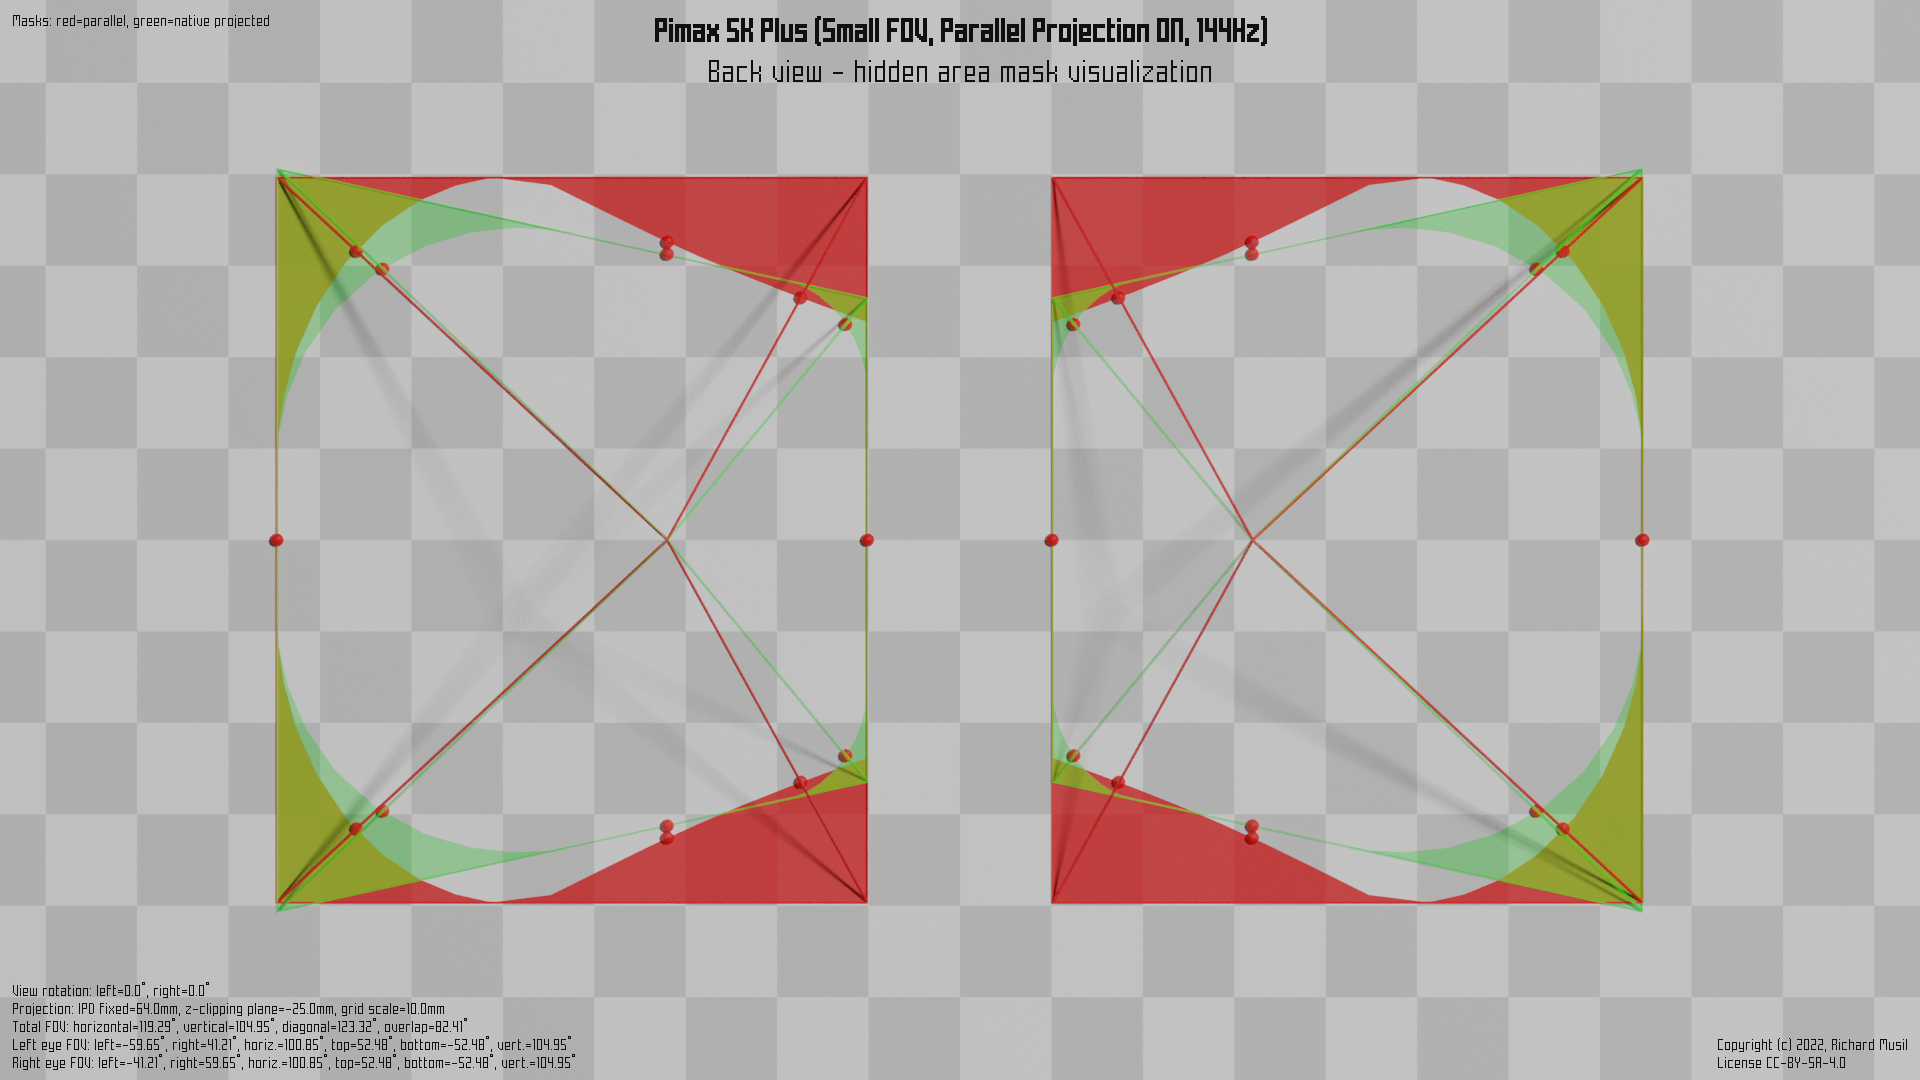 Masks: red=parallel, green=native projected
Pimax 5K Plus (Small FOV, Parallel Projection ON, 144Hz)
Back view - hidden area mask visualization
View rotation: left=0.0°, right=0.0°
Projection: IPD fixed=64.0mm, z-clipping plane=-25.0mm, grid scale=10.0mm
Total FOV: horizontal=119.29°, vertical=104.95°, diagonal=123.32°, overlap=82.41°
Left eye FOV: left=-59.65°, right=41.21°, horiz.=100.85°, top=52.48°, bottom=-52.48°, vert.=104.95°
Right eye FOV: left=-41.21°, right=59.65°, horiz.=100.85°, top=52.48°, bottom=-52.48°, vert.=104.95°
Copyright (c) 2022, Richard Musil
License CC-BY-SA-4.0